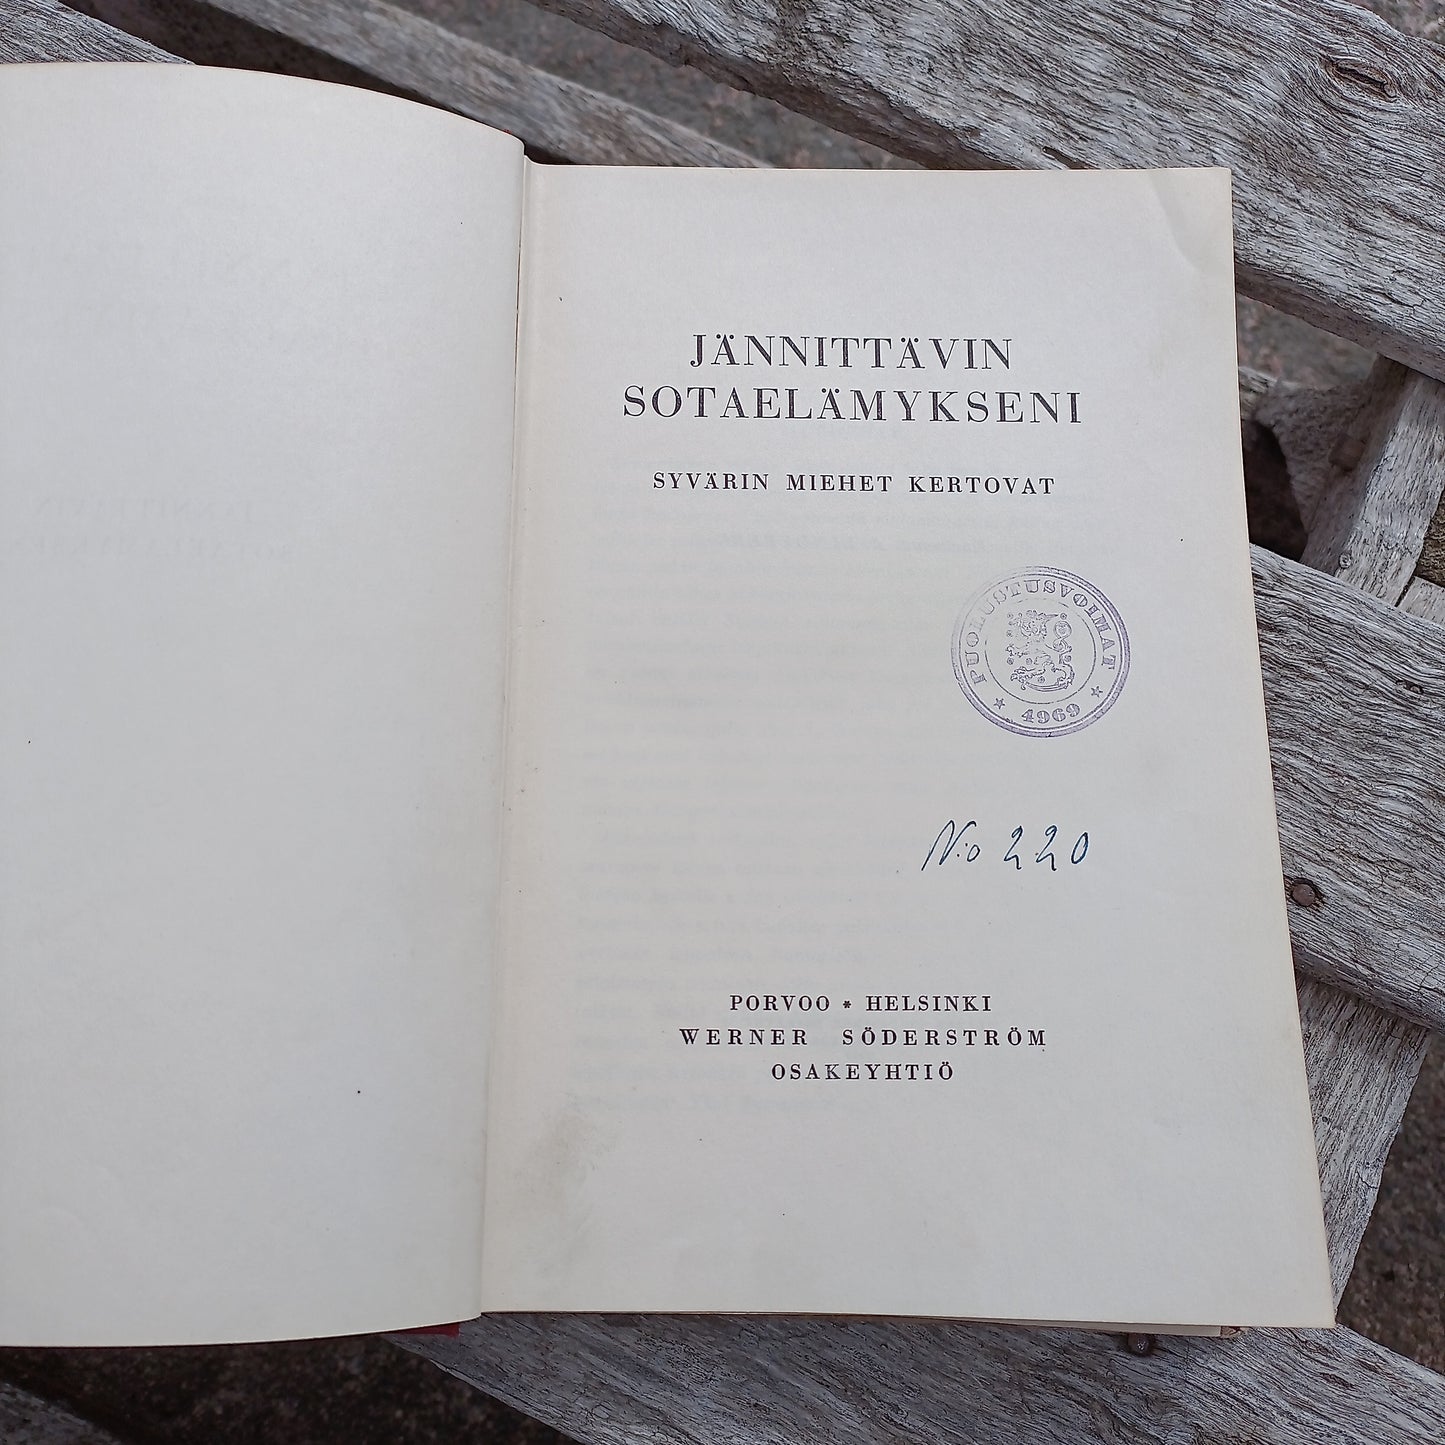 JÄNNITTÄVIN
SOTAELÄMYKSENI
SYVÄRIN MIEHET KERTOVAT
PUOLUSTUSVOIMAT
★ 4969 ★
N:o 220
PORVOO * HELSINKI
WERNER SÖDERSTRÖM
OSAKEYHTIÖ